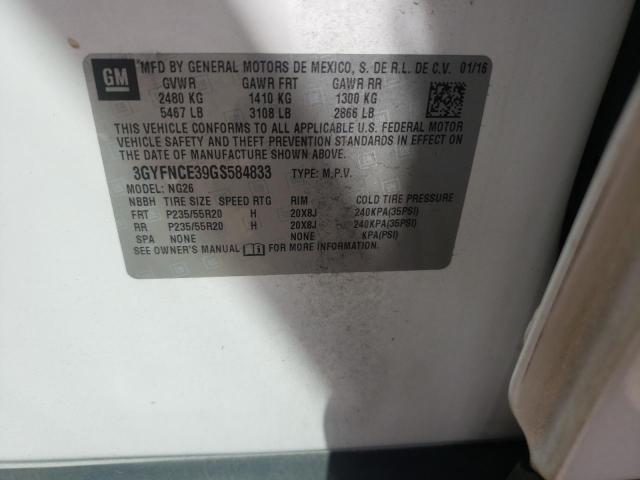 GM
*MFD BY GENERAL MOTORS DE MEXICO, S. DE R.L. DE C.V. 01/16
GVWR GAWR FRT GAWR RR
2480 KG 1410 KG 1300 KG
5467 LB 3108 LB 2866 LB
THIS VEHICLE CONFORMS TO ALL APPLICABLE U.S. FEDERAL MOTOR
VEHICLE SAFETY AND THEFT PREVENTION STANDARDS IN EFFECT ON
THE DATE OF MANUFACTURE SHOWN ABOVE.
3GYFNCE39GS584833 TYPE: M.P.V.
MODEL: NG26
NBBH TIRE SIZE SPEED RTG RIM COLD TIRE PRESSURE
FRT P235/55R20 H 20X8J 240KPA(35PSI)
RR P235/55R20 H 20X8J 240KPA(35PSI)
SPA NONE NONE KPA(PSI)
SEE OWNER'S MANUAL FOR MORE INFORMATION.